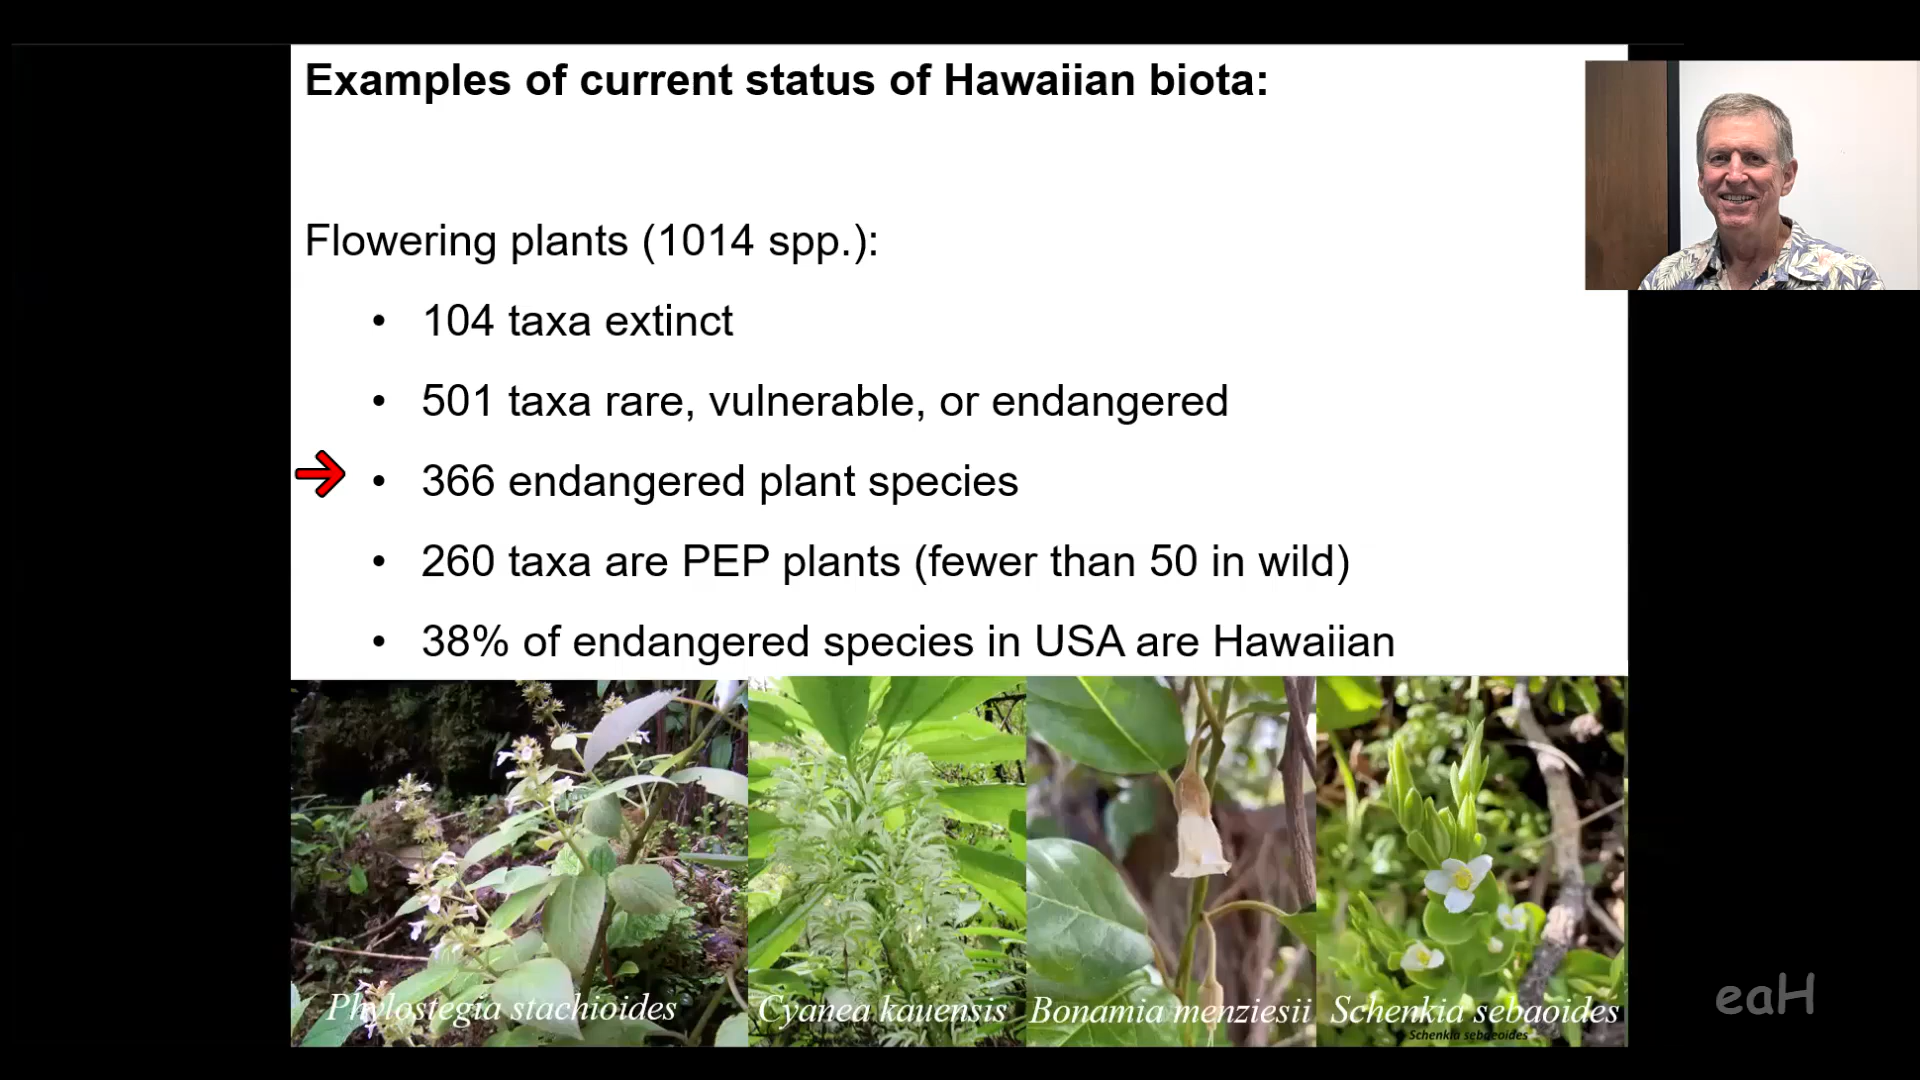 Examples of current status of Hawaiian biota:
Flowering plants (1014 spp.):
• 104 taxa extinct
• 501 taxa rare, vulnerable, or endangered
• 366 endangered plant species
• 260 taxa are PEP plants (fewer than 50 in wild)
• 38% of endangered species in USA are Hawaiian
Phylostegia stachioides
Cyanea kauensis
Bonamia menziesii
Schenkia sebaoides
Schenkia sebaeoides
eaH